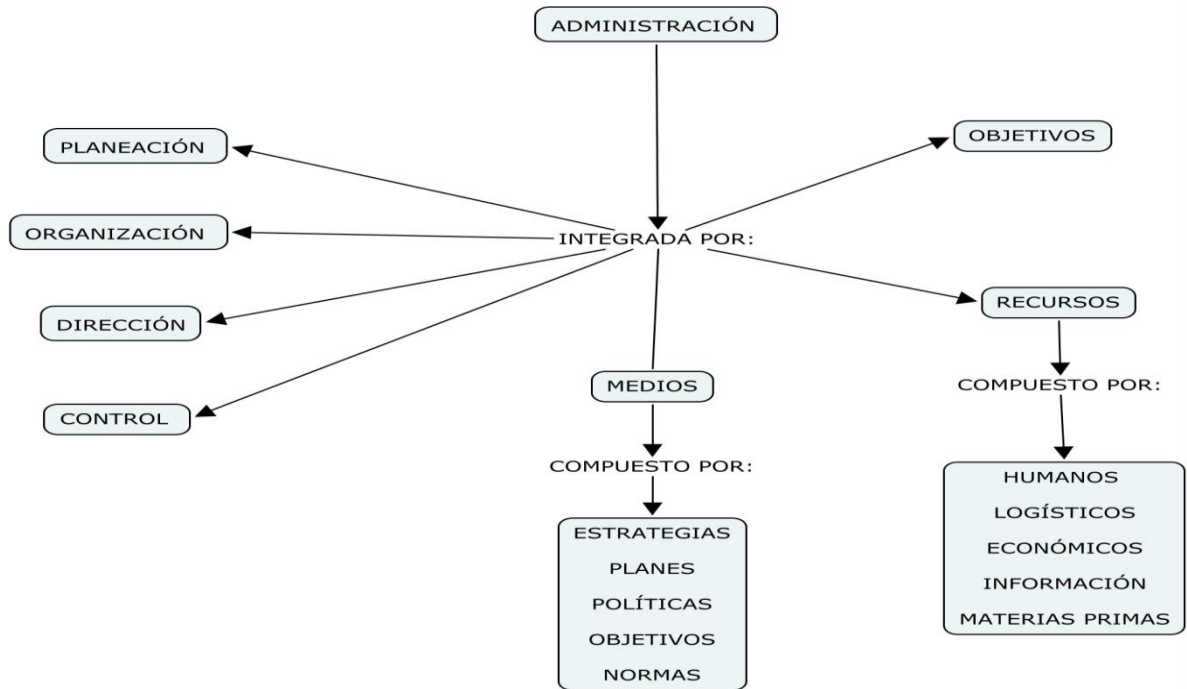 ADMINISTRACIÓN
PLANEACIÓN
OBJETIVOS
ORGANIZACIÓN
INTEGRADA POR:
DIRECCIÓN
RECURSOS
CONTROL
MEDIOS
COMPUESTO POR:
COMPUESTO POR:
ESTRATEGIAS
PLANES
POLÍTICAS
OBJETIVOS
NORMAS
HUMANOS
LOGÍSTICOS
ECONÓMICOS
INFORMACIÓN
MATERIAS PRIMAS